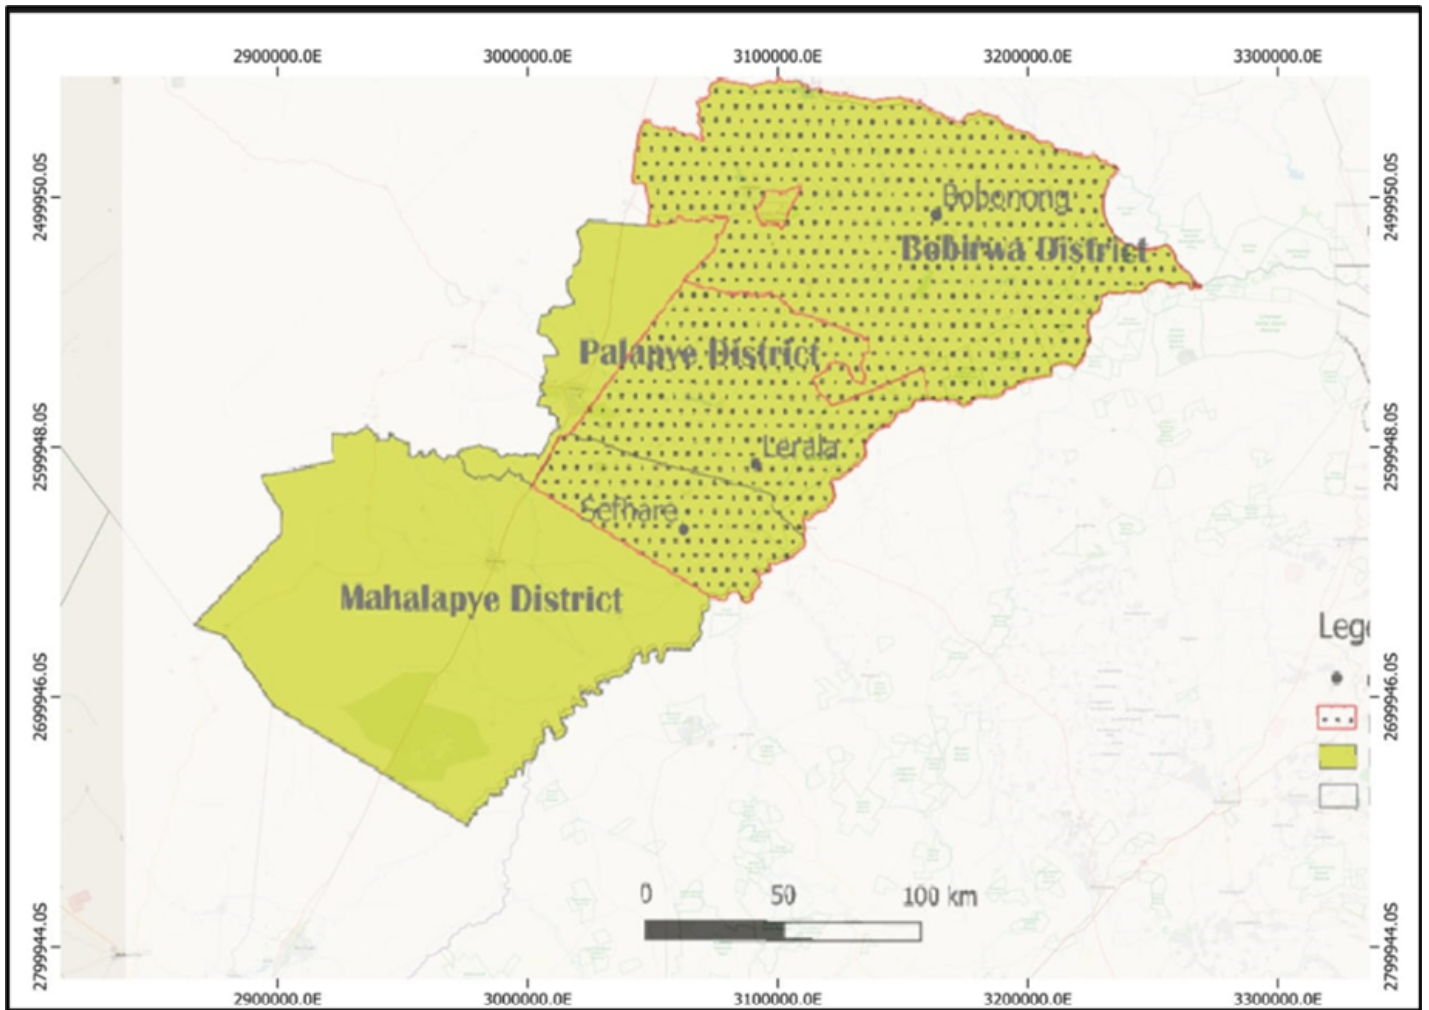 2900000.0E 3000000.0E 3100000.0E 3200000.0E 3300000.0E
2499950.0S
2499950.0S
Bobonong
Bobirwa District
Palapye District
2599948.0S
2599948.0S
Lerala
Sefhare
Mahalapye District
Lege
2699946.0S
2699946.0S
0 50 100 km
2799944.0S
2799944.0S
2900000.0E 3000000.0E 3100000.0E 3200000.0E 3300000.0E